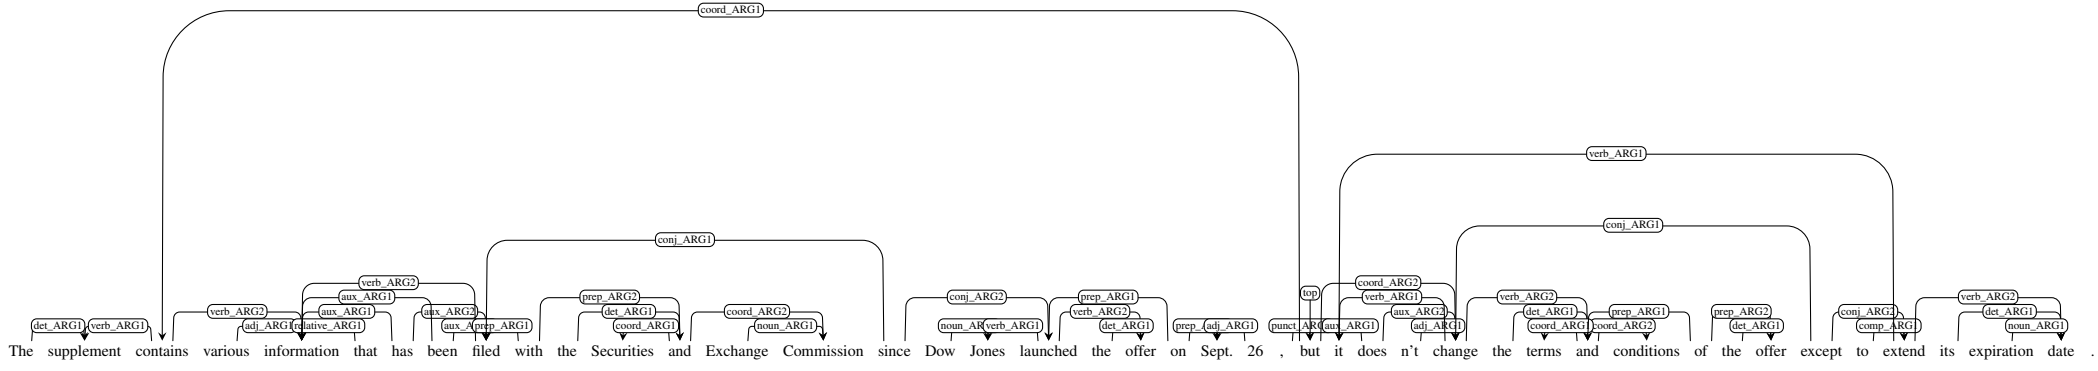 coord_ARG1
verb_ARG1
conj_ARG1 conj_ARG1
verb_ARG2 coord_ARG2
top
aux_ARG1 prep_ARG2 conj_ARG2 prep_ARG1 verb_ARG1 verb_ARG2 verb_ARG2
verb_ARG2 aux_ARG1 aux_ARG2 det_ARG1 coord_ARG2 verb_ARG2 aux_ARG2 det_ARG1 prep_ARG1 prep_ARG2 conj_ARG2 det_ARG1
det_ARG1 verb_ARG1 adj_ARG1 relative_ARG1 prep_ARG1 coord_ARG1 noun_ARG1 verb_ARG1 det_ARG1 adj_ARG1 aux_ARG1 adj_ARG1 coord_ARG1 coord_ARG2 det_ARG1 comp_ARG1 noun_ARG1
The supplement contains various information that has been filed with the Securities and Exchange Commission since Dow Jones launched the offer on Sept. 26 , but it does n't change the terms and conditions of the offer except to extend its expiration date .